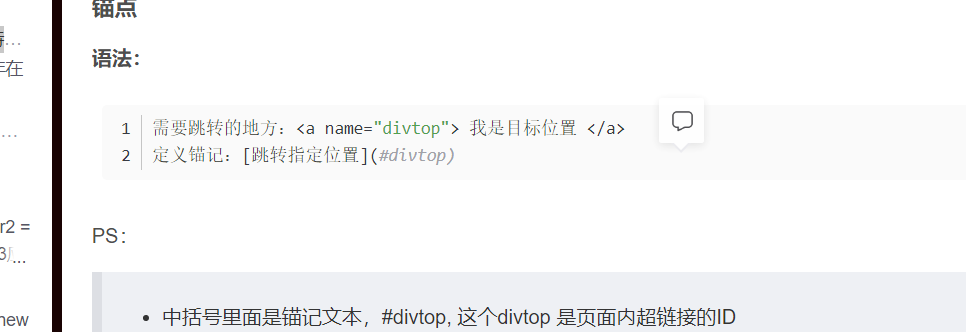 锚点
语法：
…
在
…
1 需要跳转的地方：<a name="divtop"> 我是目标位置 </a>
2 定义锚记：[跳转指定位置](#divtop)
r2 =
PS：
...
new
中括号里面是锚记文本，#divtop, 这个divtop 是页面内超链接的ID